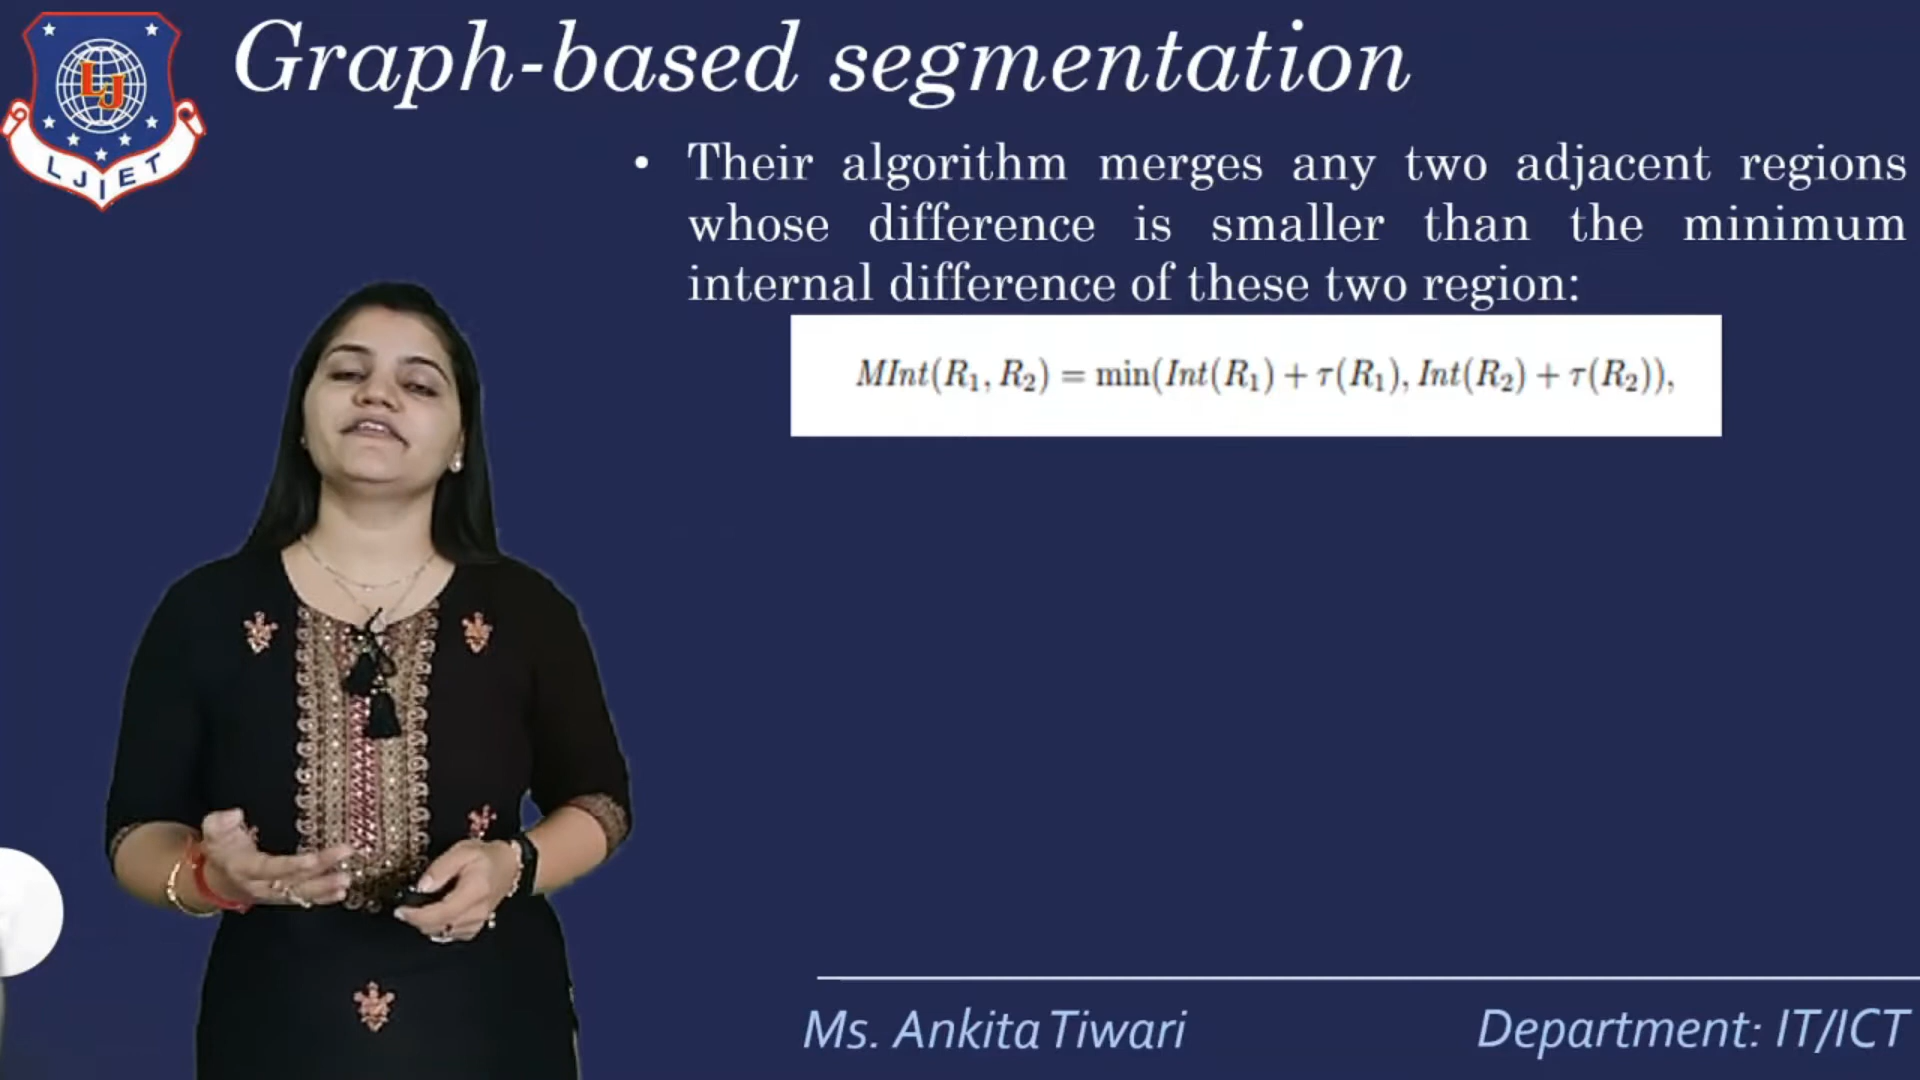 LJ
LJIET
Graph-based segmentation
• Their algorithm merges any two adjacent regions
whose difference is smaller than the minimum
internal difference of these two region:
MInt(R₁, R₂) = min(Int(R₁) + τ(R₁), Int(R₂) + τ(R₂)),
Ms. Ankita Tiwari
Department: IT/ICT